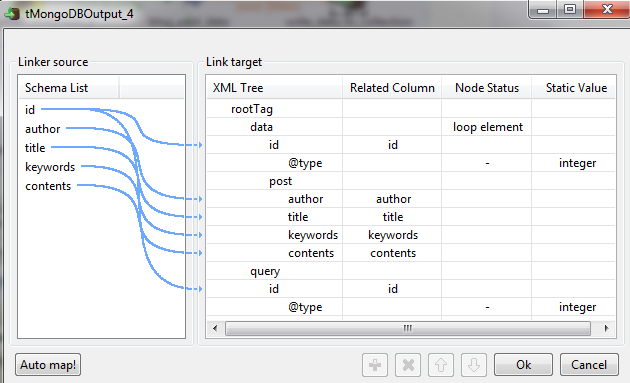 tMongoDBOutput_4
Linker source
Link target
Schema List
XML Tree Related Column Node Status Static Value
id
author
title
keywords
contents
rootTag
data loop element
id id
@type - integer
post
author author
title title
keywords keywords
contents contents
query
id id
@type - integer
Auto map!
Ok
Cancel